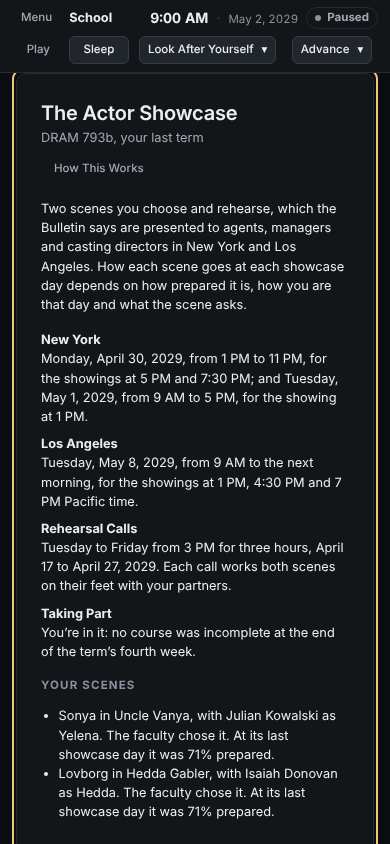 Menu School 9:00 AM · May 2, 2029 Paused
Play Sleep Look After Yourself ▾ Advance ▾
The Actor Showcase
DRAM 793b, your last term
How This Works
Two scenes you choose and rehearse, which the
Bulletin says are presented to agents, managers
and casting directors in New York and Los
Angeles. How each scene goes at each showcase
day depends on how prepared it is, how you are
that day and what the scene asks.
New York
Monday, April 30, 2029, from 1 PM to 11 PM, for
the showings at 5 PM and 7:30 PM; and Tuesday,
May 1, 2029, from 9 AM to 5 PM, for the showing
at 1 PM.
Los Angeles
Tuesday, May 8, 2029, from 9 AM to the next
morning, for the showings at 1 PM, 4:30 PM and 7
PM Pacific time.
Rehearsal Calls
Tuesday to Friday from 3 PM for three hours, April
17 to April 27, 2029. Each call works both scenes
on their feet with your partners.
Taking Part
You’re in it: no course was incomplete at the end
of the term’s fourth week.
YOUR SCENES
• Sonya in Uncle Vanya, with Julian Kowalski as
Yelena. The faculty chose it. At its last
showcase day it was 71% prepared.
• Lovborg in Hedda Gabler, with Isaiah Donovan
as Hedda. The faculty chose it. At its last
showcase day it was 71% prepared.